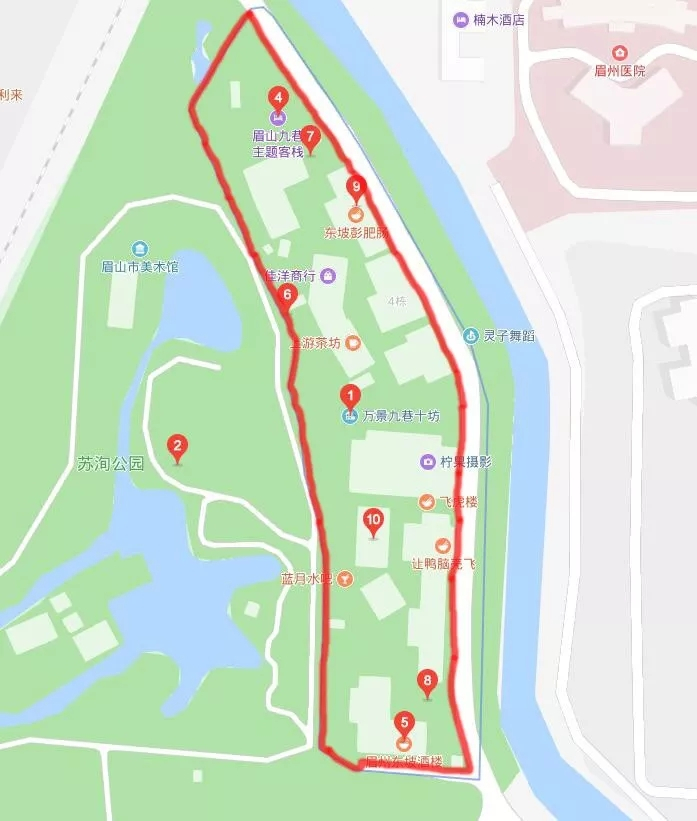 楠木酒店
眉州医院
利来
4
眉山九巷
主题客栈
7
9
东坡彭肥肠
眉山市美术馆
佳洋商行
6
4栋
灵子舞蹈
上游茶坊
1
万景九巷十坊
2
苏洵公园
柠果摄影
飞虎楼
10
让鸭脑壳飞
蓝月水吧
8
5
眉州东坡酒楼